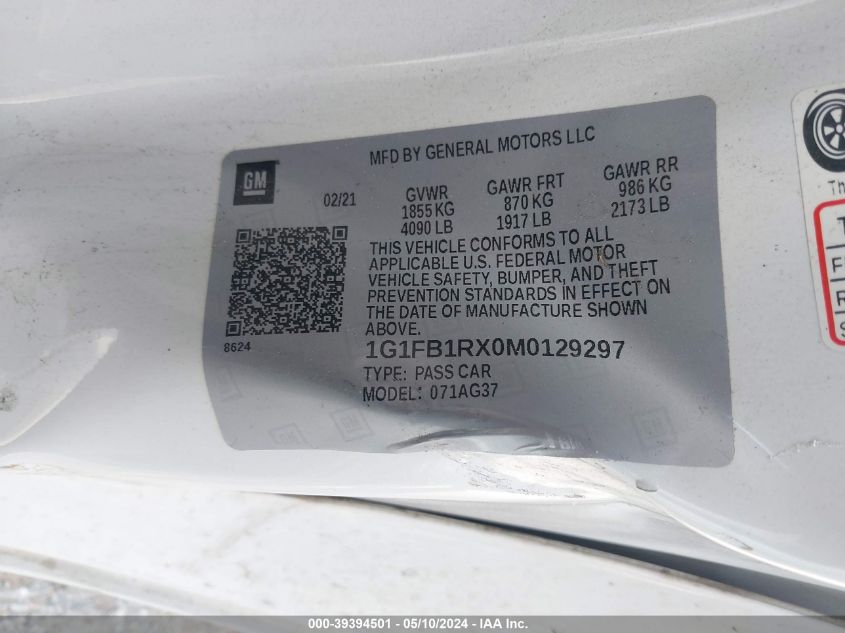 MFD BY GENERAL MOTORS LLC
GM
02/21
GVWR GAWR FRT GAWR RR
1855 KG 870 KG 986 KG
4090 LB 1917 LB 2173 LB
THIS VEHICLE CONFORMS TO ALL
APPLICABLE U.S. FEDERAL MOTOR
VEHICLE SAFETY, BUMPER, AND THEFT
PREVENTION STANDARDS IN EFFECT ON
THE DATE OF MANUFACTURE SHOWN
ABOVE.
8624
1G1FB1RX0M0129297
TYPE: PASS CAR
MODEL: 071AG37
Th
T
F
R
S
000-39394501 - 05/10/2024 - IAA Inc.